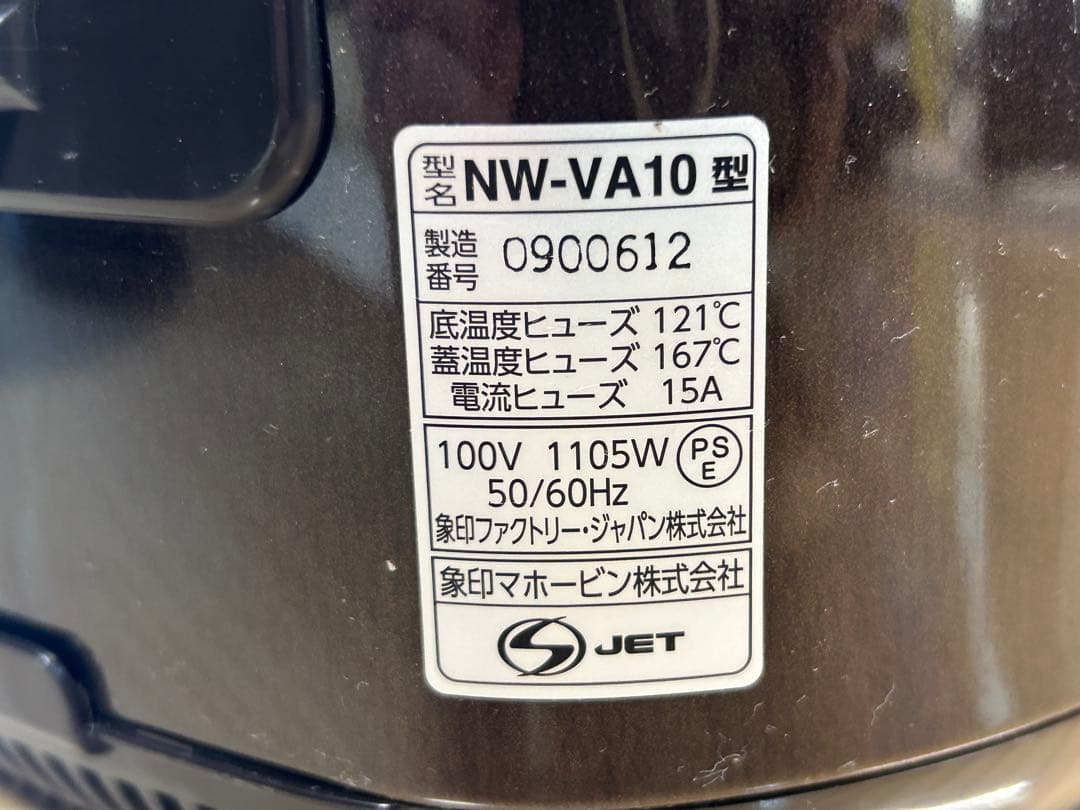 型名 NW-VA10 型
製造番号 0900612
底温度ヒューズ 121℃
蓋温度ヒューズ 167℃
電流ヒューズ 15A
100V 1105W PSE
50/60Hz
象印ファクトリー・ジャパン株式会社
象印マホービン株式会社
S JET